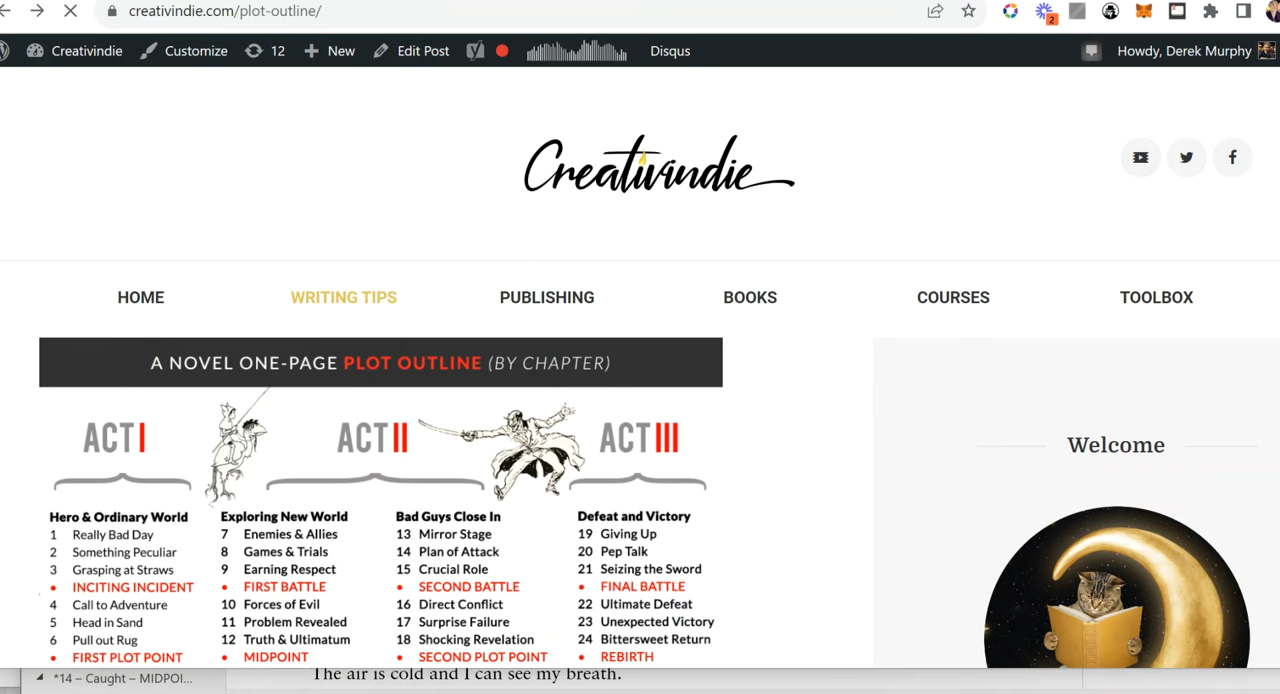 creativindie.com/plot-outline/
2
Creativindie Customize 12 New Edit Post Disqus Howdy, Derek Murphy
Creativindie
HOME WRITING TIPS PUBLISHING BOOKS COURSES TOOLBOX
A NOVEL ONE-PAGE PLOT OUTLINE (BY CHAPTER)
ACT I
ACT II
ACT III
Hero & Ordinary World
1 Really Bad Day
2 Something Peculiar
3 Grasping at Straws
• INCITING INCIDENT
4 Call to Adventure
5 Head in Sand
6 Pull out Rug
• FIRST PLOT POINT
Exploring New World
7 Enemies & Allies
8 Games & Trials
9 Earning Respect
• FIRST BATTLE
10 Forces of Evil
11 Problem Revealed
12 Truth & Ultimatum
• MIDPOINT
Bad Guys Close In
13 Mirror Stage
14 Plan of Attack
15 Crucial Role
• SECOND BATTLE
16 Direct Conflict
17 Surprise Failure
18 Shocking Revelation
• SECOND PLOT POINT
Defeat and Victory
19 Giving Up
20 Pep Talk
21 Seizing the Sword
• FINAL BATTLE
22 Ultimate Defeat
23 Unexpected Victory
24 Bittersweet Return
• REBIRTH
Welcome
*14 – Caught – MIDPOI...
The air is cold and I can see my breath.